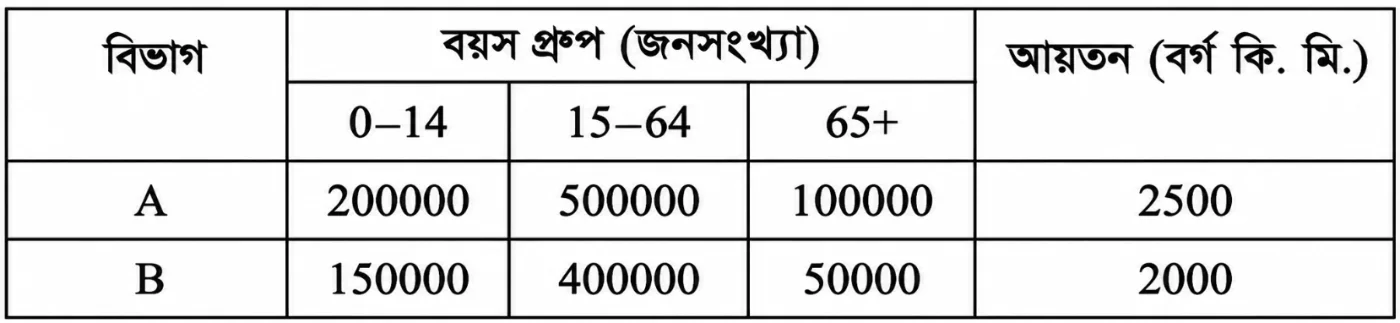 বিভাগ বয়স গ্রুপ (জনসংখ্যা) আয়তন (বর্গ কি. মি.)
0–14 15–64 65+
A 200000 500000 100000 2500
B 150000 400000 50000 2000